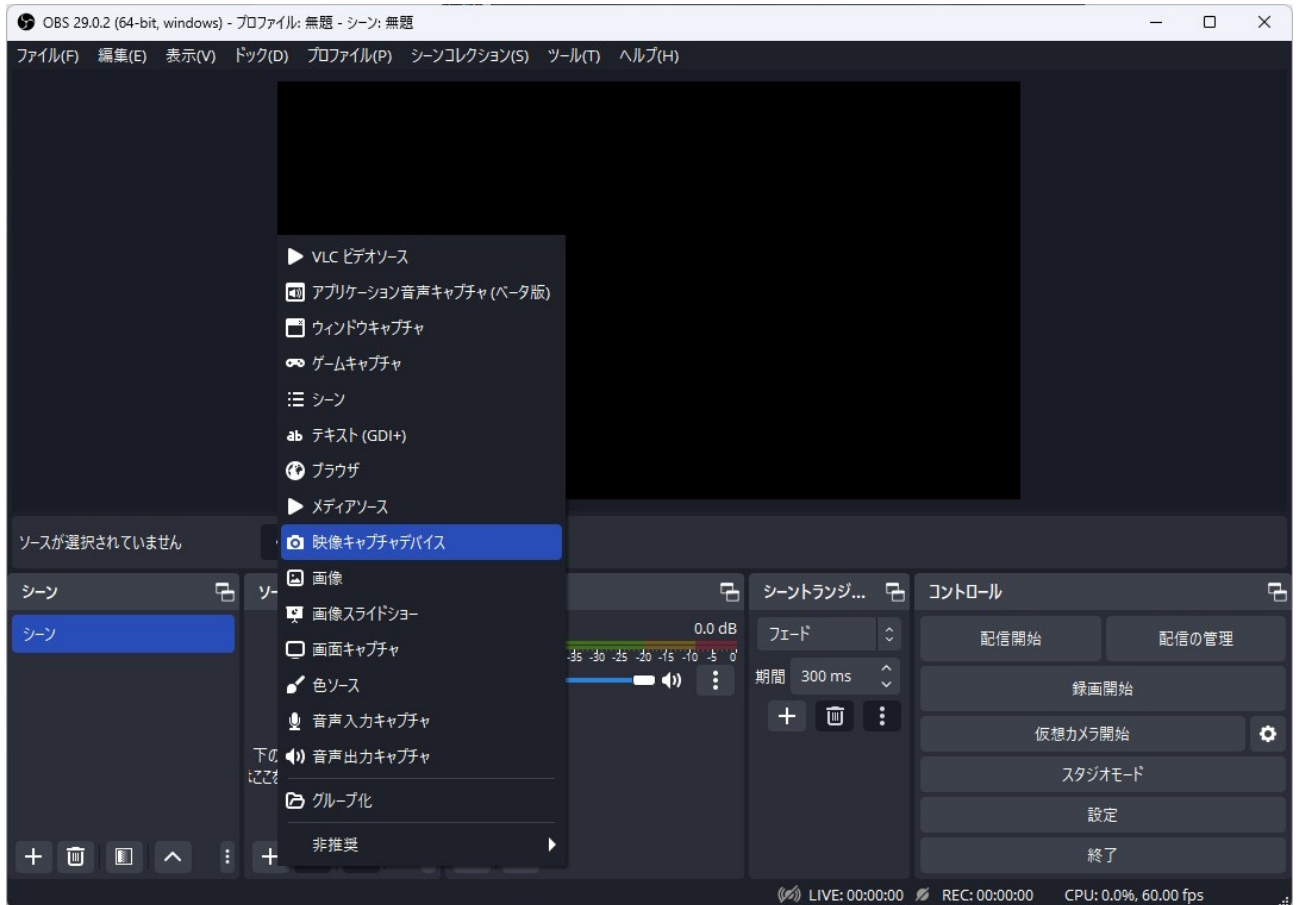 OBS 29.0.2 (64-bit, windows) - プロファイル: 無題 - シーン: 無題
ファイル(F) 編集(E) 表示(V) ドック(D) プロファイル(P) シーンコレクション(S) ツール(T) ヘルプ(H)
VLC ビデオソース
アプリケーション音声キャプチャ (ベータ版)
ウィンドウキャプチャ
ゲームキャプチャ
シーン
ab テキスト (GDI+)
ブラウザ
メディアソース
映像キャプチャデバイス
画像
画像スライドショー
画面キャプチャ
色ソース
音声入力キャプチャ
音声出力キャプチャ
グループ化
非推奨
ソースが選択されていません
シーン
シーン
ソー
下の
はここを
0.0 dB
-35 -30 -25 -20 -15 -10 -5 0
シーントランジ...
フェード
期間 300 ms
コントロール
配信開始 配信の管理
録画開始
仮想カメラ開始
スタジオモード
設定
終了
LIVE: 00:00:00 REC: 00:00:00 CPU: 0.0%, 60.00 fps